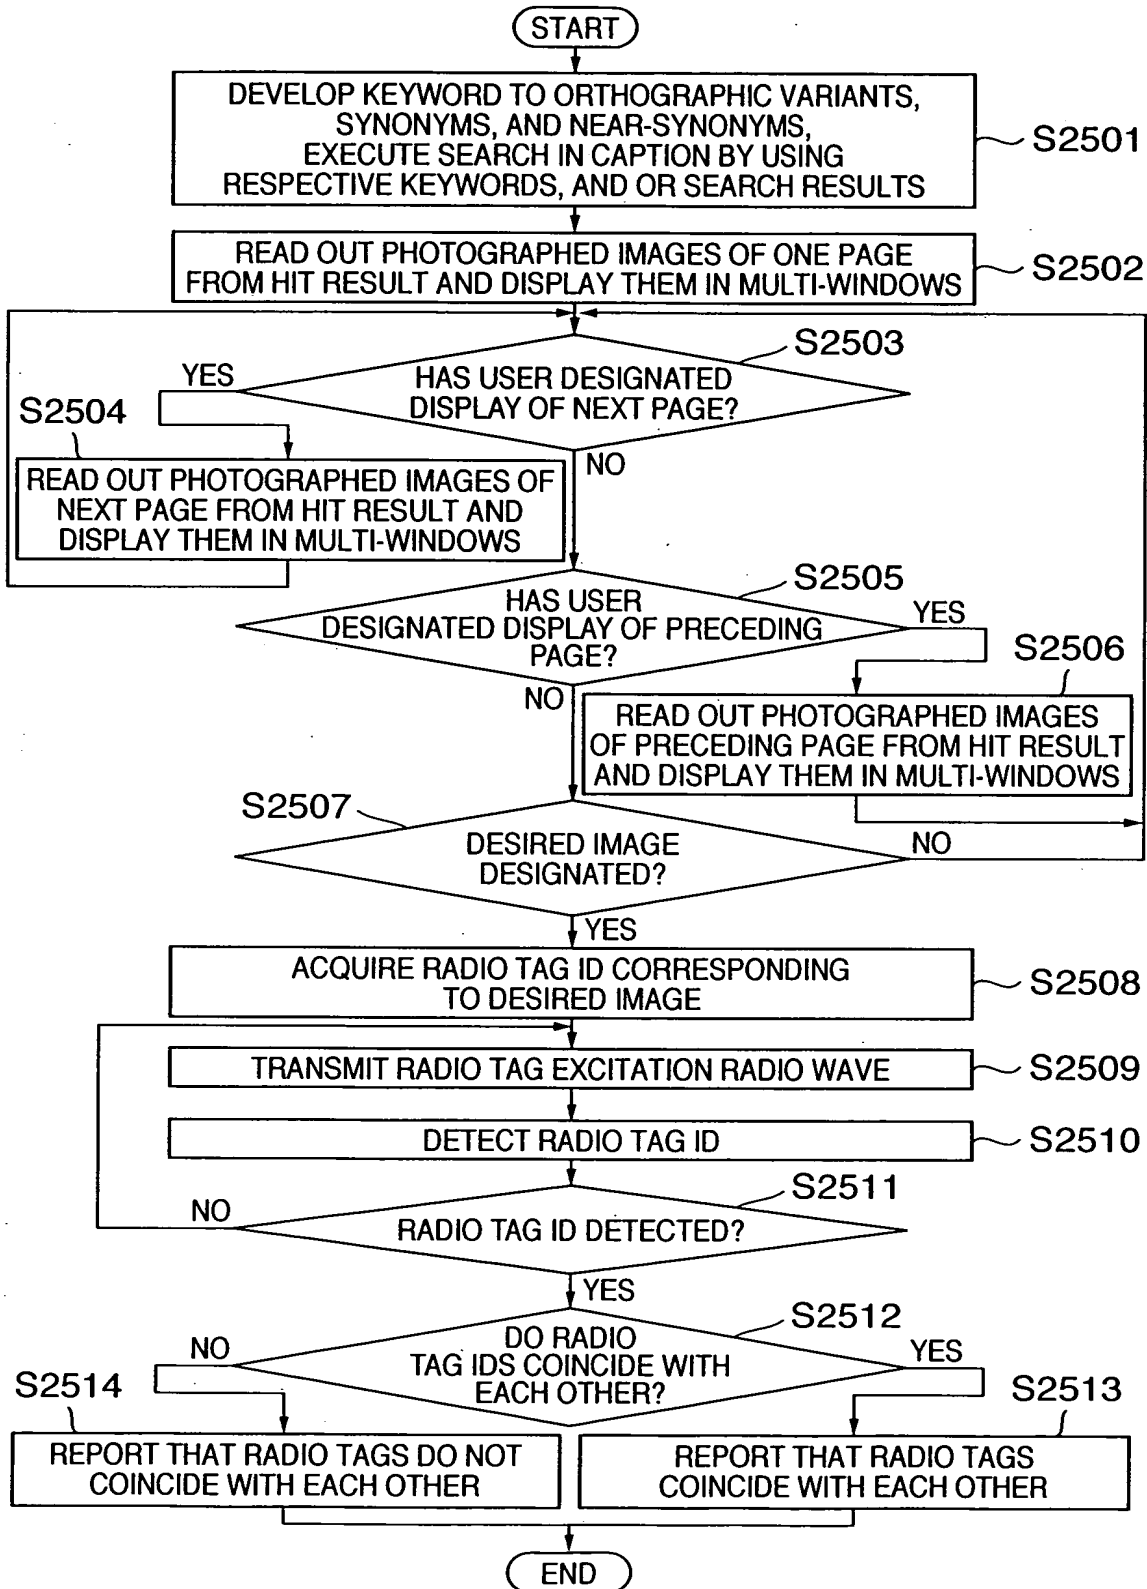 START
DEVELOP KEYWORD TO ORTHOGRAPHIC VARIANTS,
SYNONYMS, AND NEAR-SYNONYMS,
EXECUTE SEARCH IN CAPTION BY USING
RESPECTIVE KEYWORDS, AND OR SEARCH RESULTS
S2501
READ OUT PHOTOGRAPHED IMAGES OF ONE PAGE
FROM HIT RESULT AND DISPLAY THEM IN MULTI-WINDOWS
S2502
S2503
HAS USER DESIGNATED
DISPLAY OF NEXT PAGE?
YES
NO
S2504
READ OUT PHOTOGRAPHED IMAGES OF
NEXT PAGE FROM HIT RESULT AND
DISPLAY THEM IN MULTI-WINDOWS
S2505
HAS USER
DESIGNATED DISPLAY OF PRECEDING
PAGE?
YES
NO
S2506
READ OUT PHOTOGRAPHED IMAGES
OF PRECEDING PAGE FROM HIT RESULT
AND DISPLAY THEM IN MULTI-WINDOWS
S2507
DESIRED IMAGE
DESIGNATED?
NO
YES
ACQUIRE RADIO TAG ID CORRESPONDING
TO DESIRED IMAGE
S2508
TRANSMIT RADIO TAG EXCITATION RADIO WAVE
S2509
DETECT RADIO TAG ID
S2510
S2511
NO
RADIO TAG ID DETECTED?
YES
S2512
NO
DO RADIO
TAG IDS COINCIDE WITH
EACH OTHER?
YES
S2514
REPORT THAT RADIO TAGS DO NOT
COINCIDE WITH EACH OTHER
S2513
REPORT THAT RADIO TAGS
COINCIDE WITH EACH OTHER
END